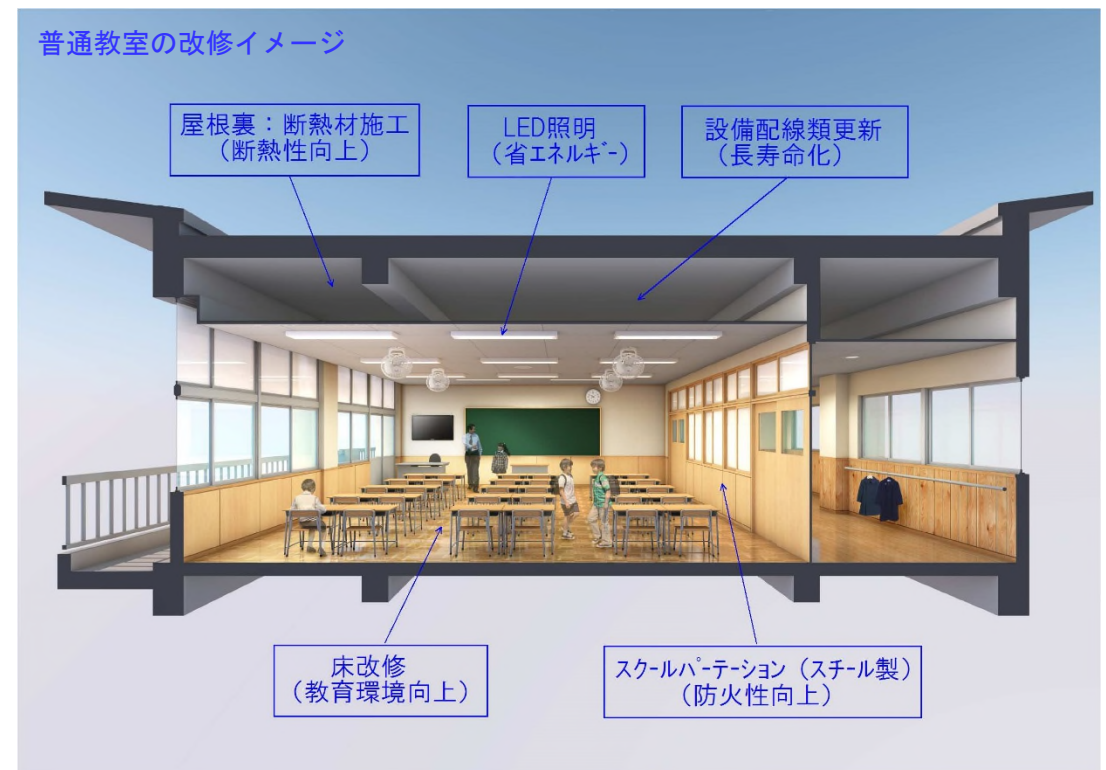 普通教室の改修イメージ
屋根裏：断熱材施工
（断熱性向上）
LED照明
（省ｴﾈﾙｷﾞｰ）
設備配線類更新
（長寿命化）
床改修
（教育環境向上）
ｽｸｰﾙﾊﾟｰﾃｰｼｮﾝ（ｽﾁｰﾙ製）
（防火性向上）